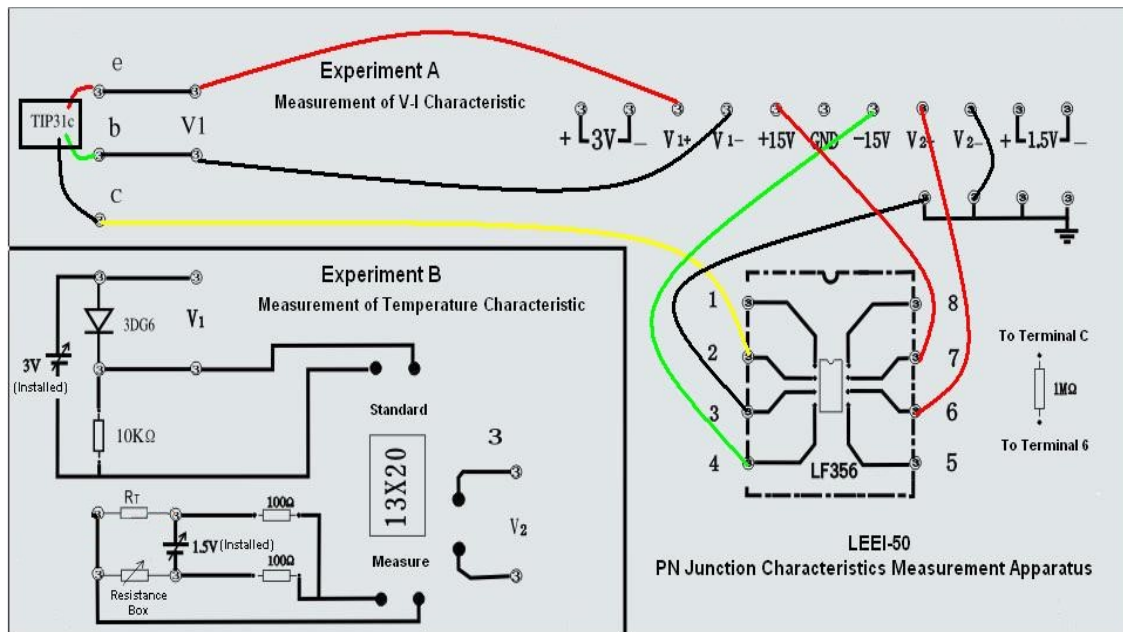 e
Experiment A
Measurement of V-I Characteristic
TIP31c
b
V1
c
+ 3V −
V1+
V1−
+15V
GND
−15V
V2+
V2−
+ 1.5V −
Experiment B
Measurement of Temperature Characteristic
3DG6
V1
3V
(Installed)
10KΩ
Standard
13X20
3
V2
RT
100Ω
1.5V (Installed)
100Ω
Measure
Resistance
Box
1
8
2
7
3
6
4
5
LF356
To Terminal C
1MΩ
To Terminal 6
LEEI-50
PN Junction Characteristics Measurement Apparatus